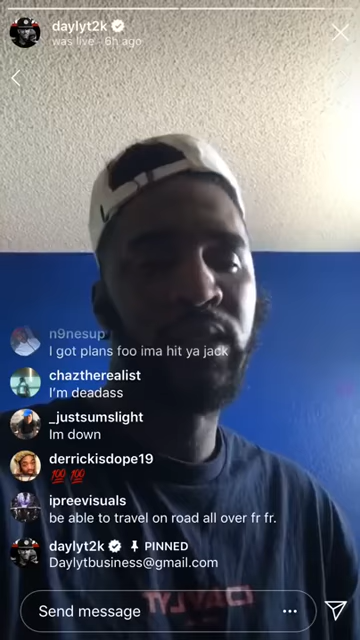 daylyt2k
was live · 6h ago
n9nesup
I got plans foo ima hit ya jack
chaztherealist
I'm deadass
_justsumslight
Im down
derrickisdope19
💯 💯
ipreevisuals
be able to travel on road all over fr fr.
daylyt2k PINNED
Daylytbusiness@gmail.com
Send message